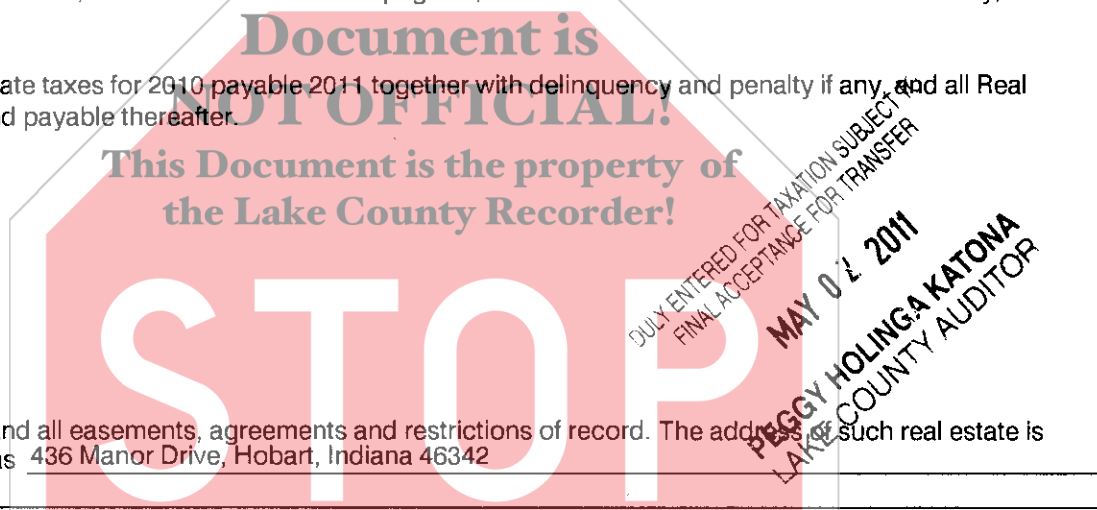 Document is
ate taxes for 2010 payable 2011 together with delinquency and penalty if any, and all Real
d payable thereafter.
NOT OFFICIAL!
This Document is the property of
the Lake County Recorder!
DULY ENTERED FOR TAXATION SUBJECT
FINAL ACCEPTANCE FOR TRANSFER
MAY 2011
PEGGY HOLINGA KATONA
LAKE COUNTY AUDITOR
STOP
nd all easements, agreements and restrictions of record. The address of such real estate is
as 436 Manor Drive, Hobart, Indiana 46342